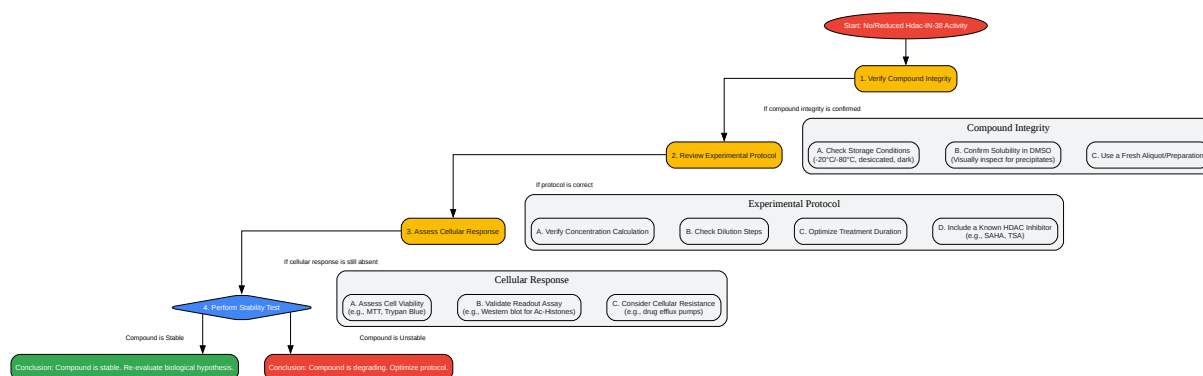 Start: No/Reduced Hdac-IN-38 Activity
1. Verify Compound Integrity
If compound integrity is confirmed
Compound Integrity
A. Check Storage Conditions
(-20°C/-80°C, desiccated, dark)
B. Confirm Solubility in DMSO
(Visually inspect for precipitates)
C. Use a Fresh Aliquot/Preparation
2. Review Experimental Protocol
If protocol is correct
Experimental Protocol
A. Verify Concentration Calculation
B. Check Dilution Steps
C. Optimize Treatment Duration
D. Include a Known HDAC Inhibitor
(e.g., SAHA, TSA)
3. Assess Cellular Response
If cellular response is still absent
Cellular Response
A. Assess Cell Viability
(e.g., MTT, Trypan Blue)
B. Validate Readout Assay
(e.g., Western blot for Ac-Histones)
C. Consider Cellular Resistance
(e.g., drug efflux pumps)
4. Perform Stability Test
Compound is Stable
Compound is Unstable
Conclusion: Compound is stable. Re-evaluate biological hypothesis.
Conclusion: Compound is degrading. Optimize protocol.